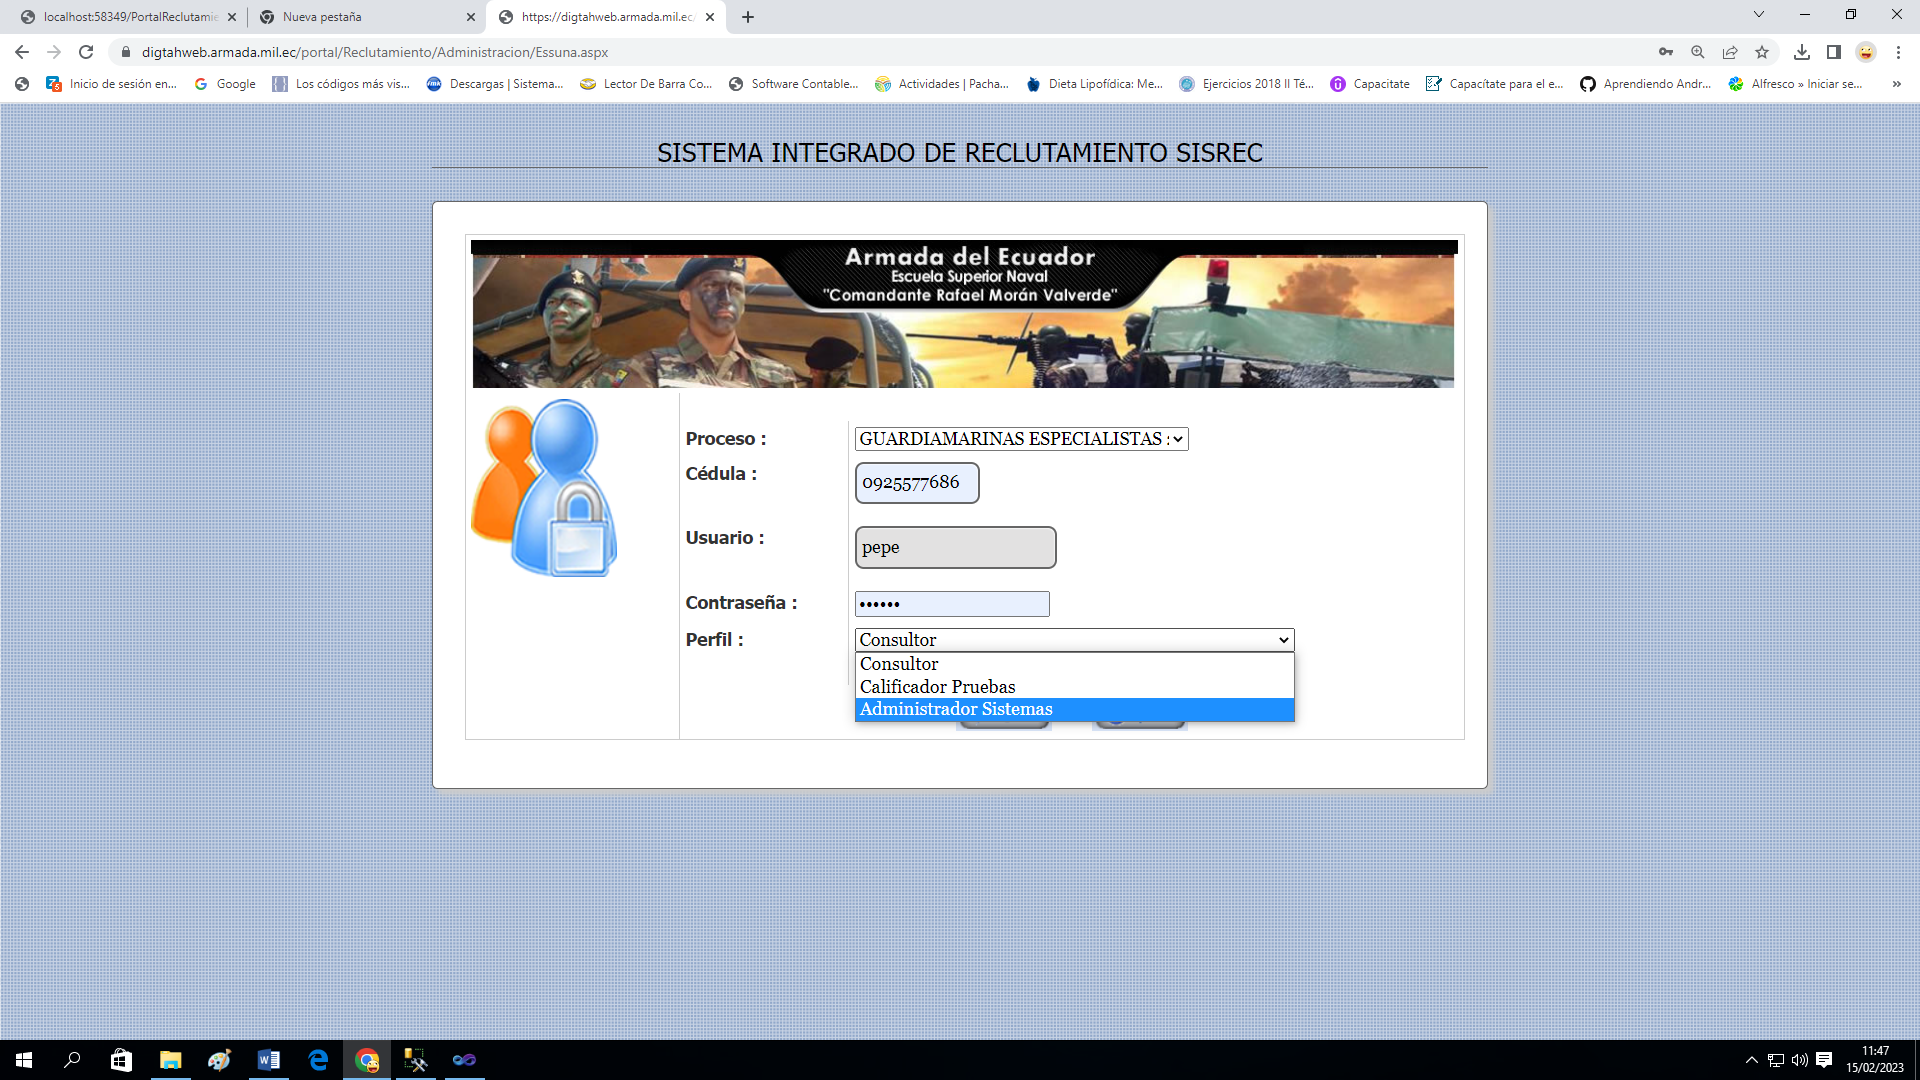 localhost:58349/PortalReclutamie
Nueva pestaña
https://digtahweb.armada.mil.ec/
digtahweb.armada.mil.ec/portal/Reclutamiento/Administracion/Essuna.aspx
Inicio de sesión en...
Google
Los códigos más vis...
Descargas | Sistema...
Lector De Barra Co...
Software Contable...
Actividades | Pacha...
Dieta Lipofídica: Me...
Ejercicios 2018 II Té...
Capacitate
Capacítate para el e...
Aprendiendo Andr...
Alfresco » Iniciar se...
»
SISTEMA INTEGRADO DE RECLUTAMIENTO SISREC
Armada del Ecuador
Escuela Superior Naval
"Comandante Rafael Morán Valverde"
Proceso :
GUARDIAMARINAS ESPECIALISTAS
Cédula :
0925577686
Usuario :
pepe
Contraseña :
••••••
Perfil :
Consultor
Consultor
Calificador Pruebas
Administrador Sistemas
11:47
15/02/2023